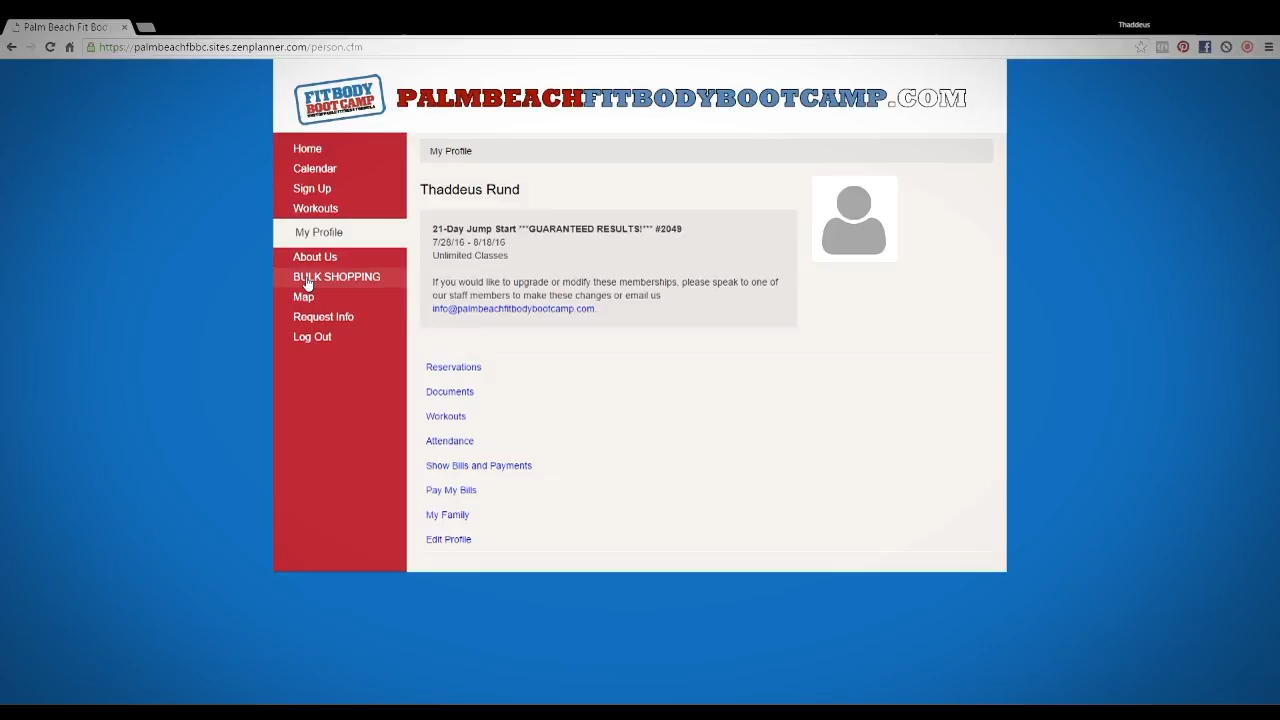 Thaddeus
Palm Beach Fit Bod
https://palmbeachfbbc.sites.zenplanner.com/person.cfm
FIT BODY
BOOT CAMP
PALMBEACHFITBODYBOOTCAMP.COM
Home
Calendar
Sign Up
Workouts
My Profile
About Us
BULK SHOPPING
Map
Request Info
Log Out
My Profile
Thaddeus Rund
21-Day Jump Start ***GUARANTEED RESULTS!*** #2049
7/28/16 - 8/18/16
Unlimited Classes
If you would like to upgrade or modify these memberships, please speak to one of
our staff members to make these changes or email us
info@palmbeachfitbodybootcamp.com.
Reservations
Documents
Workouts
Attendance
Show Bills and Payments
Pay My Bills
My Family
Edit Profile